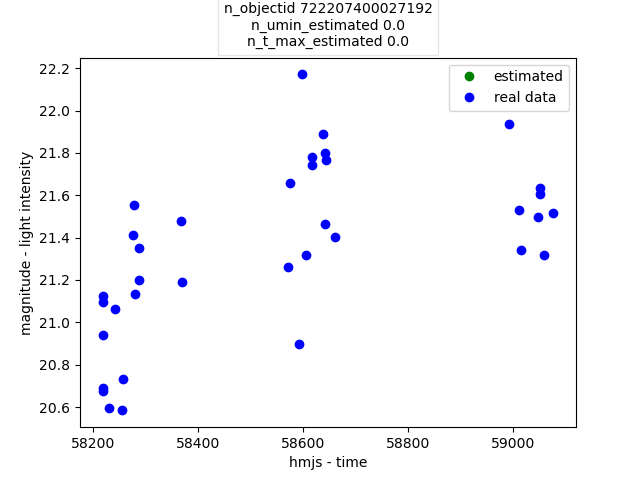 n_objectid 722207400027192
n_umin_estimated 0.0
n_t_max_estimated 0.0
estimated
real data
22.2
22.0
21.8
21.6
21.4
21.2
21.0
20.8
20.6
magnitude - light intensity
58200 58400 58600 58800 59000
hmjs - time